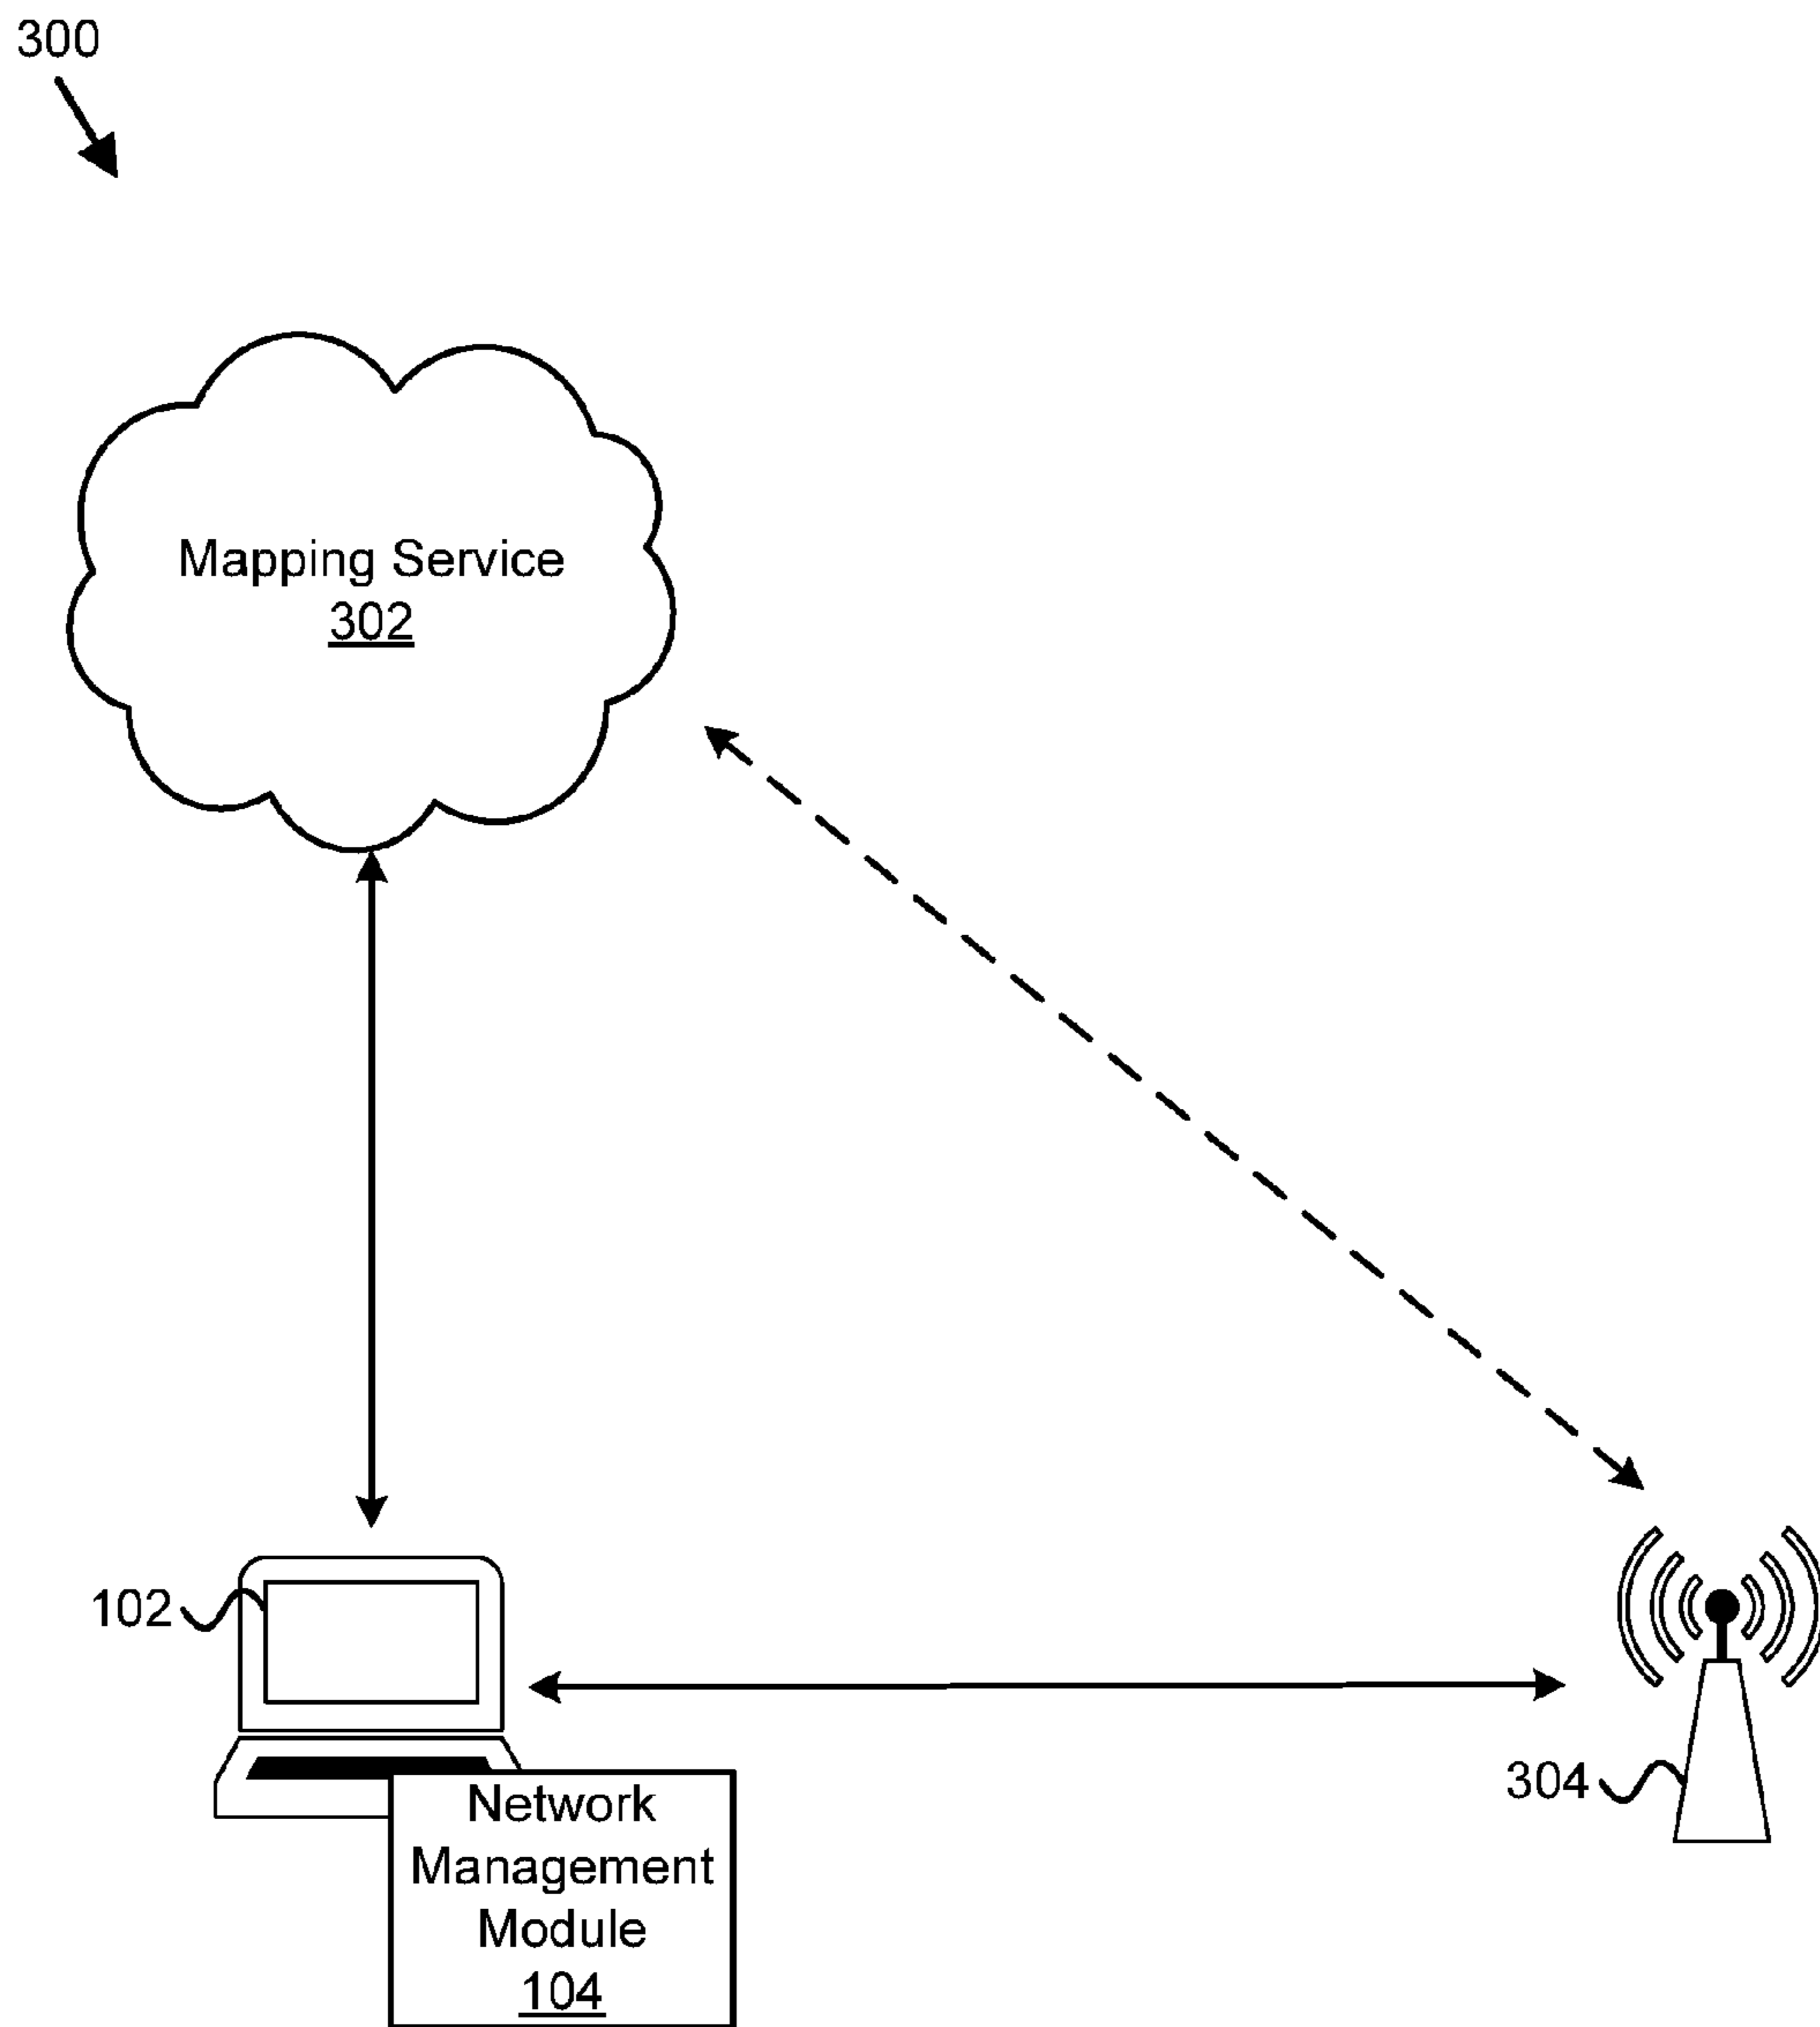 300
Mapping Service
302
102
304
Network
Management
Module
104